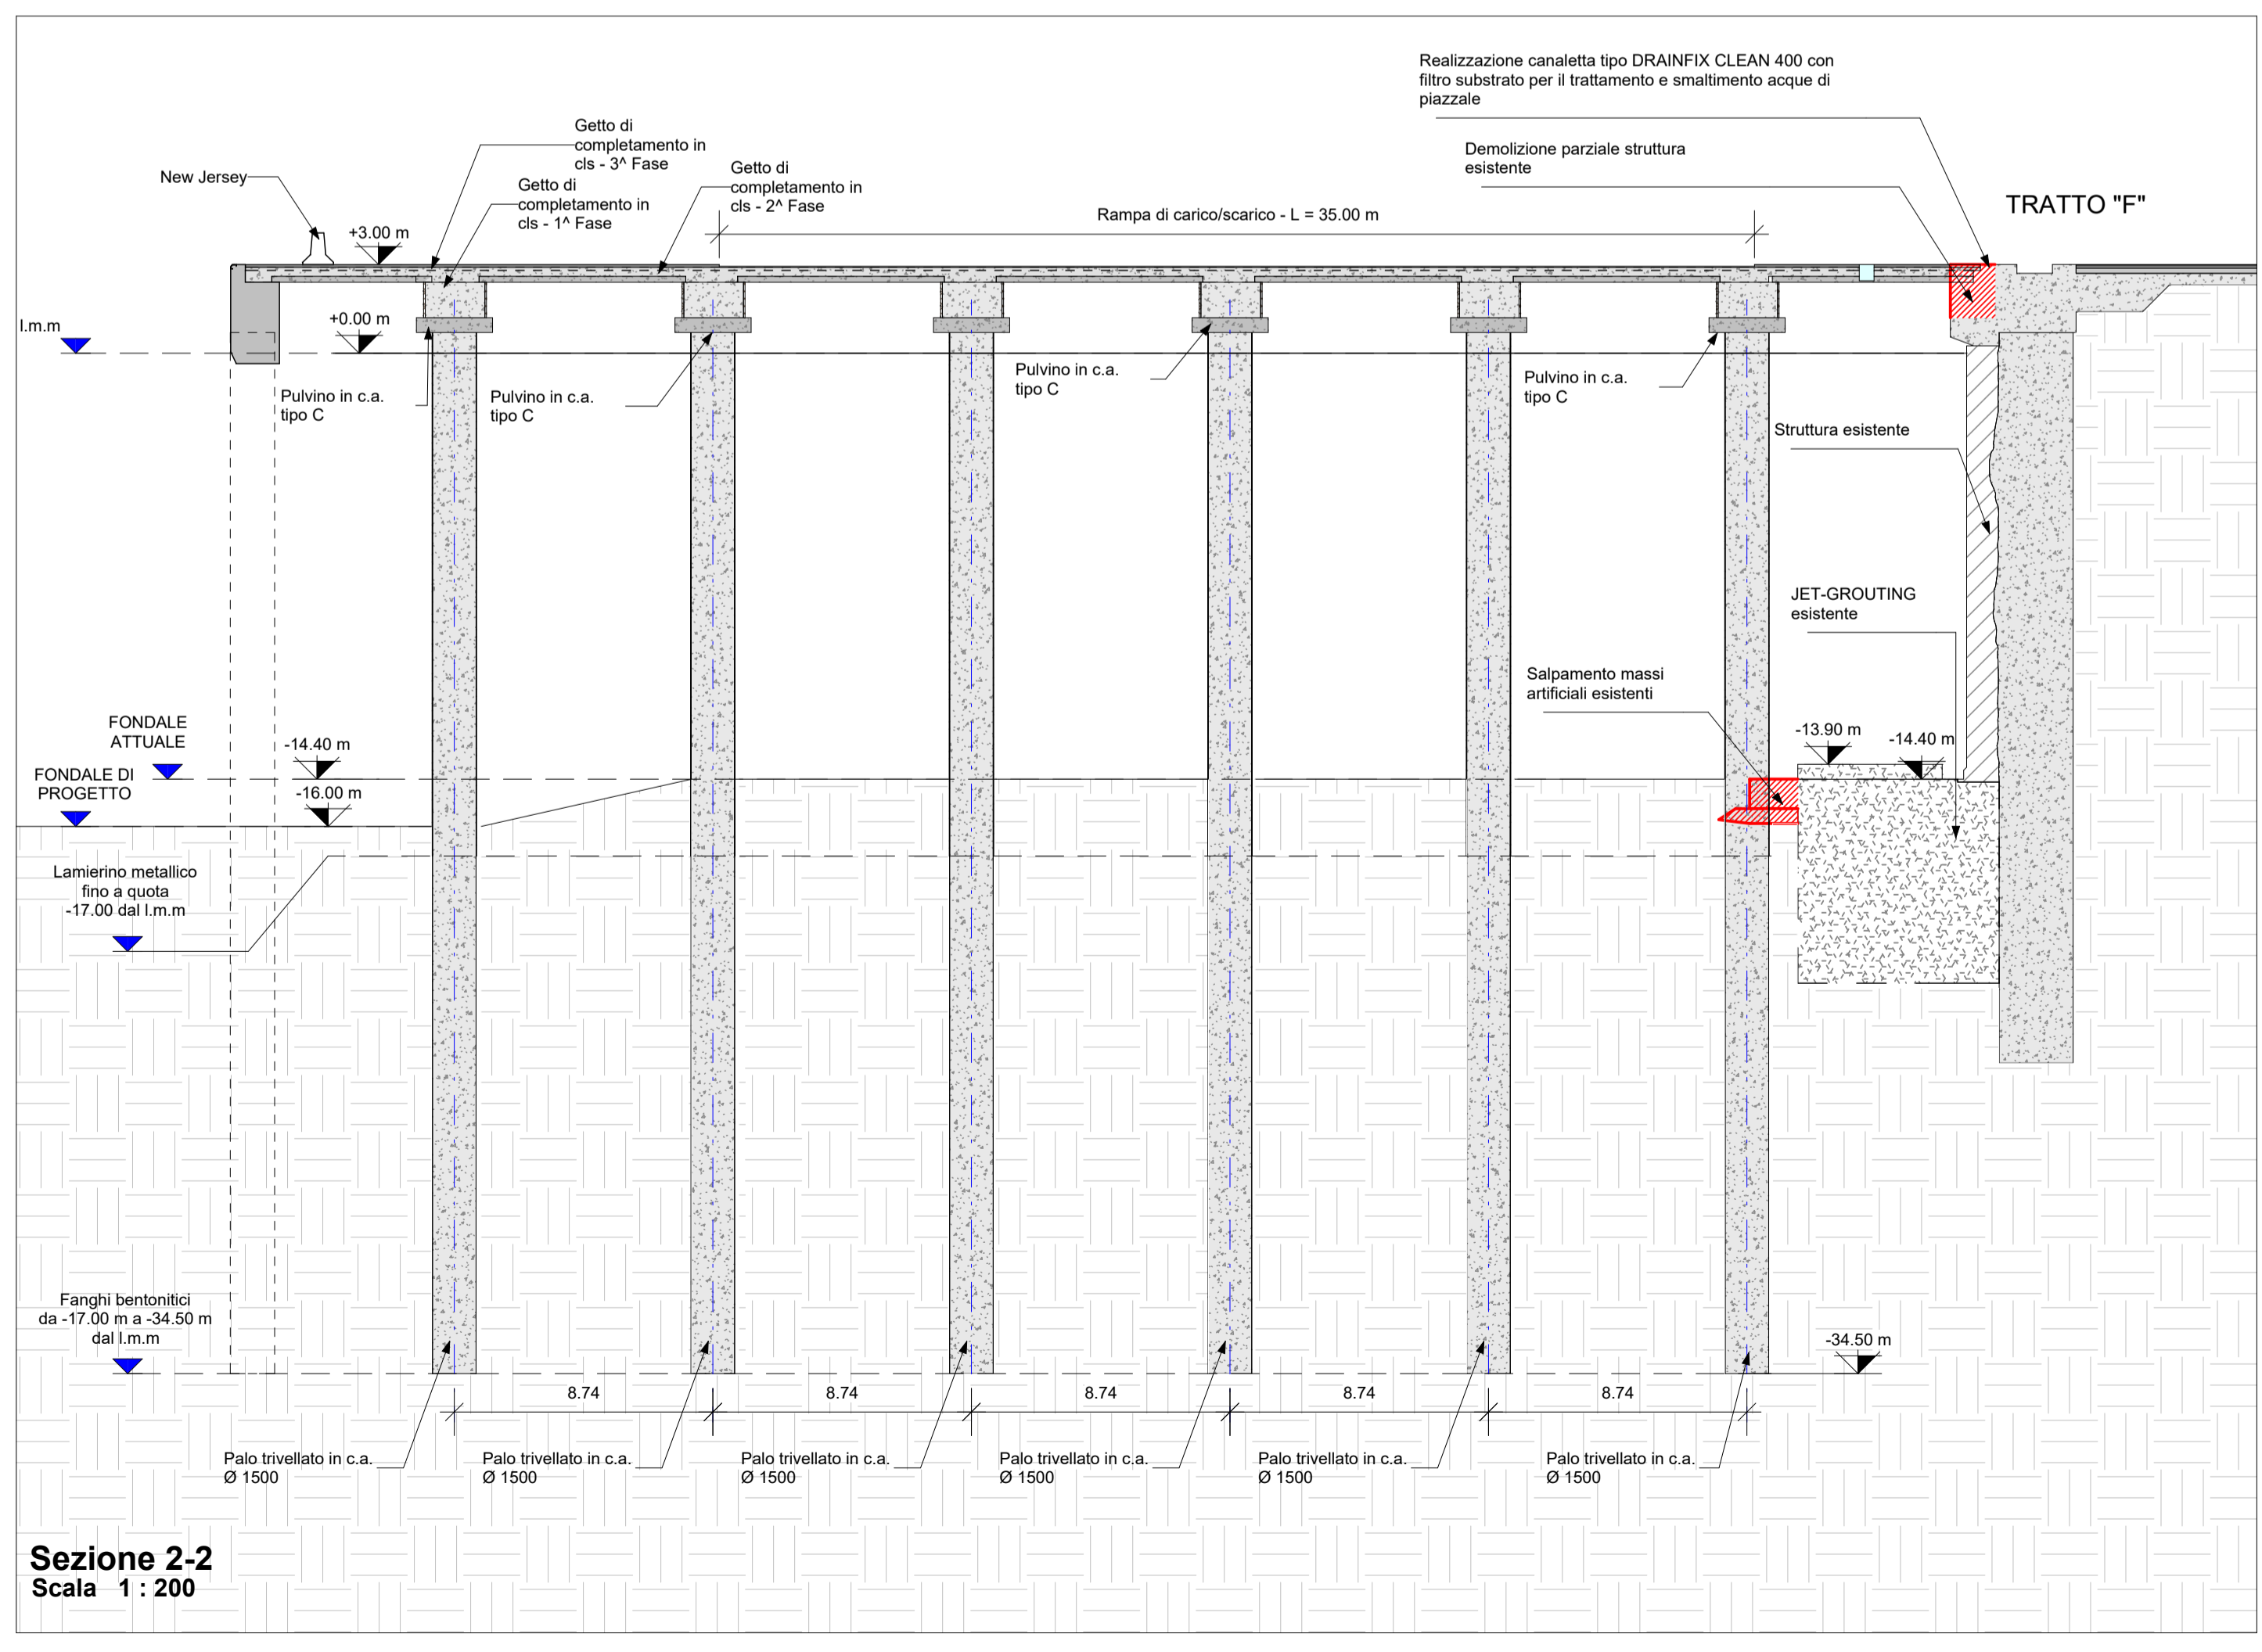 Realizzazione canaletta tipo DRAINFIX CLEAN 400 con
filtro substrato per il trattamento e smaltimento acque di
piazzale
Demolizione parziale struttura
esistente
TRATTO "F"
Getto di
completamento in
cls - 3^ Fase
Getto di
completamento in
cls - 2^ Fase
Getto di
completamento in
cls - 1^ Fase
New Jersey
+3.00 m
Rampa di carico/scarico - L = 35.00 m
l.m.m
+0.00 m
Pulvino in c.a.
tipo C
Pulvino in c.a.
tipo C
Pulvino in c.a.
tipo C
Pulvino in c.a.
tipo C
Struttura esistente
JET-GROUTING
esistente
Salpamento massi
artificiali esistenti
-13.90 m
-14.40 m
FONDALE
ATTUALE
-14.40 m
FONDALE DI
PROGETTO
-16.00 m
Lamierino metallico
fino a quota
-17.00 dal l.m.m
Fanghi bentonitici
da -17.00 m a -34.50 m
dal l.m.m
-34.50 m
8.74
8.74
8.74
8.74
8.74
Palo trivellato in c.a.
Ø 1500
Palo trivellato in c.a.
Ø 1500
Palo trivellato in c.a.
Ø 1500
Palo trivellato in c.a.
Ø 1500
Palo trivellato in c.a.
Ø 1500
Palo trivellato in c.a.
Ø 1500
Sezione 2-2
Scala 1 : 200